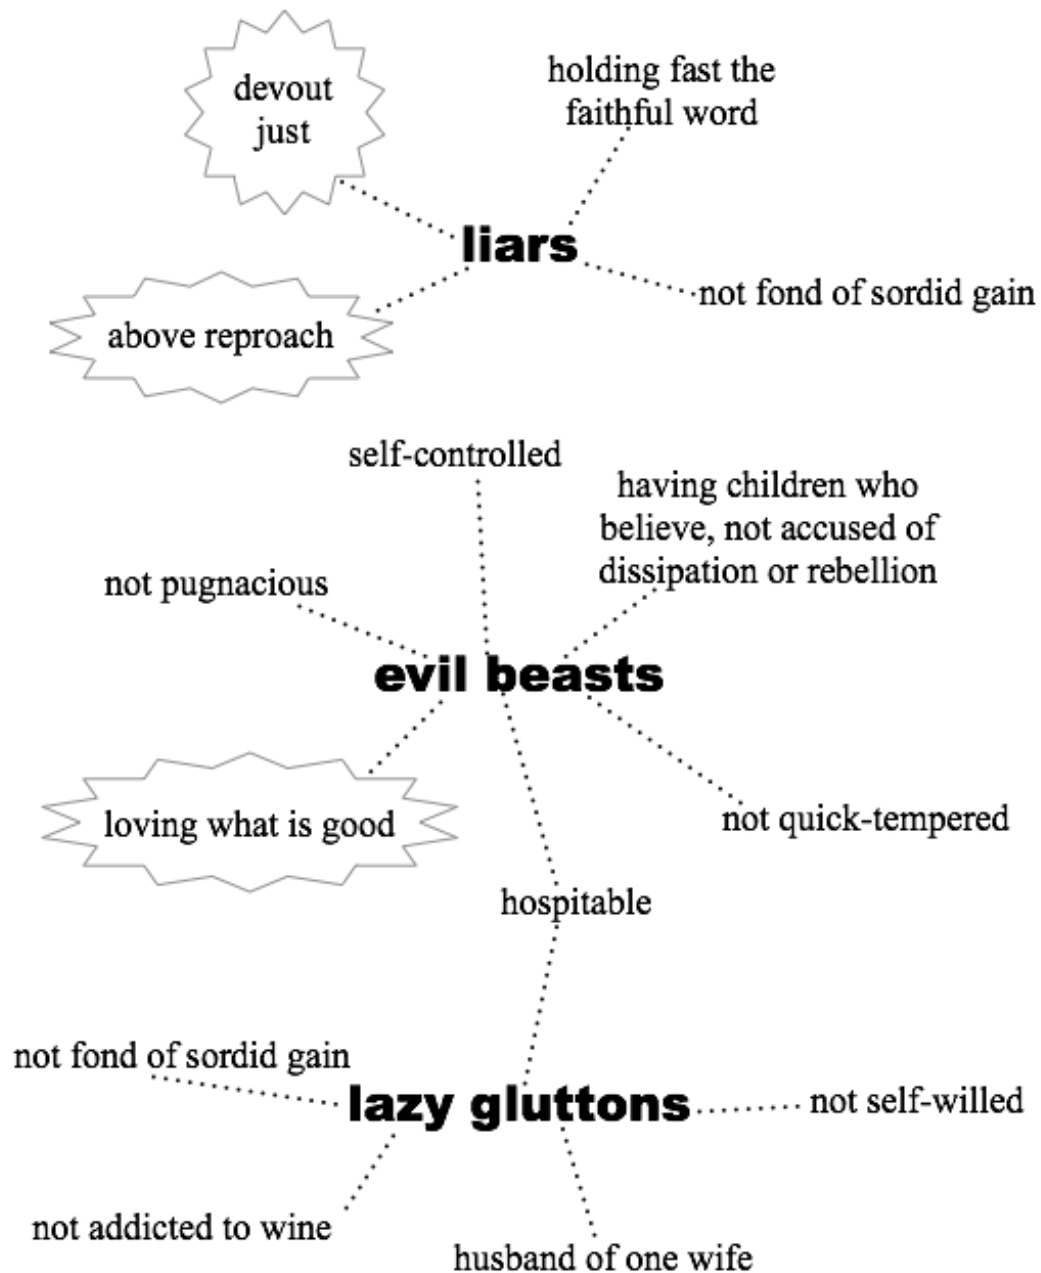 devout
just
holding fast the
faithful word
liars
not fond of sordid gain
above reproach
self-controlled
having children who
believe, not accused of
dissipation or rebellion
not pugnacious
evil beasts
loving what is good
not quick-tempered
hospitable
not fond of sordid gain
lazy gluttons
not self-willed
not addicted to wine
husband of one wife